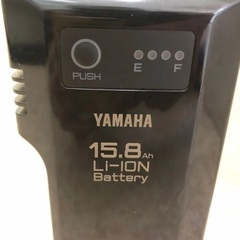 E F
PUSH
YAMAHA
15.8Ah
Li-ION
Battery